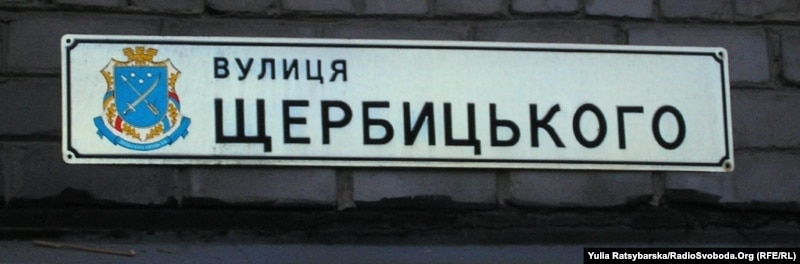 ВУЛИЦЯ
ЩЕРБИЦЬКОГО
Yulia Ratsybarska/RadioSvoboda.Org (RFE/RL)